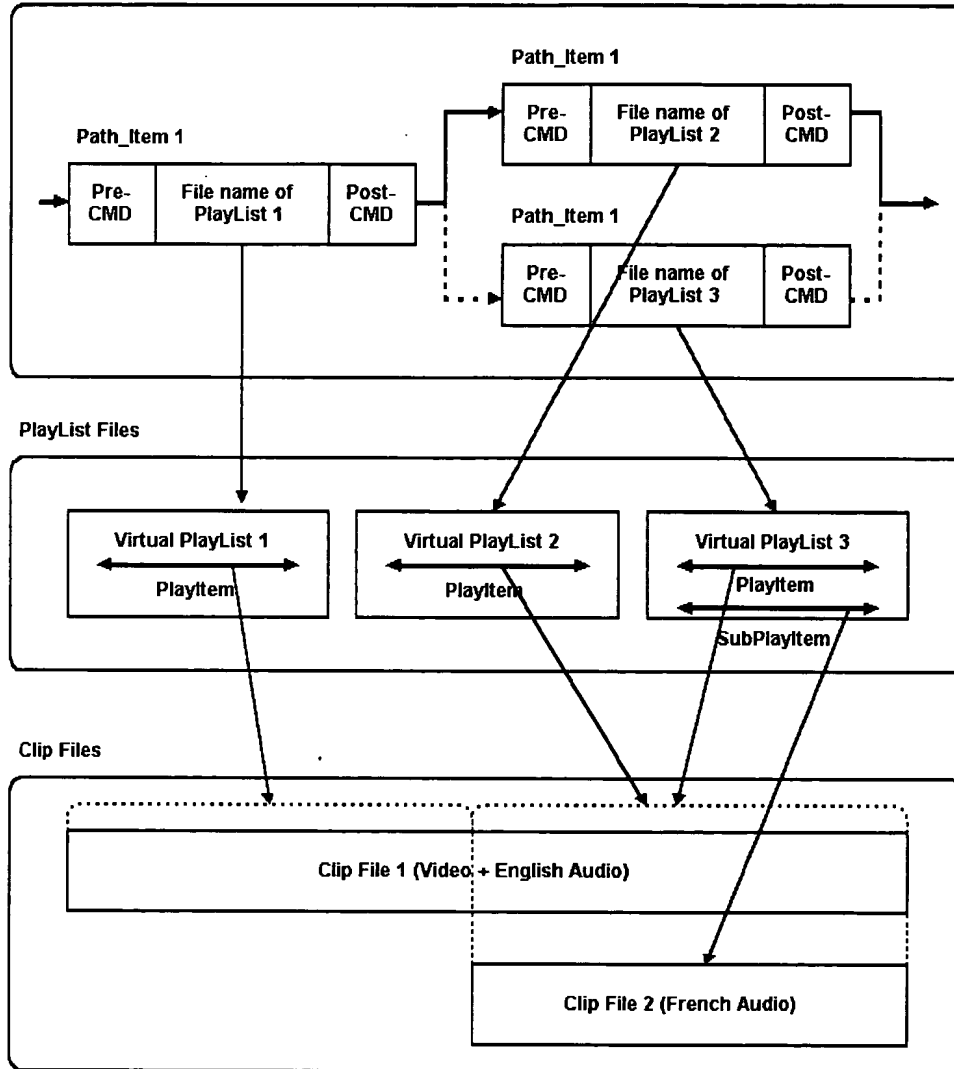 Path_Item 1
Pre-
CMD
File name of
PlayList 2
Post-
CMD
Path_Item 1
Pre-
CMD
File name of
PlayList 1
Post-
CMD
Path_Item 1
Pre-
CMD
File name of
PlayList 3
Post-
CMD
PlayList Files
Virtual PlayList 1
PlayItem
Virtual PlayList 2
PlayItem
Virtual PlayList 3
PlayItem
SubPlayItem
Clip Files
Clip File 1 (Video + English Audio)
Clip File 2 (French Audio)